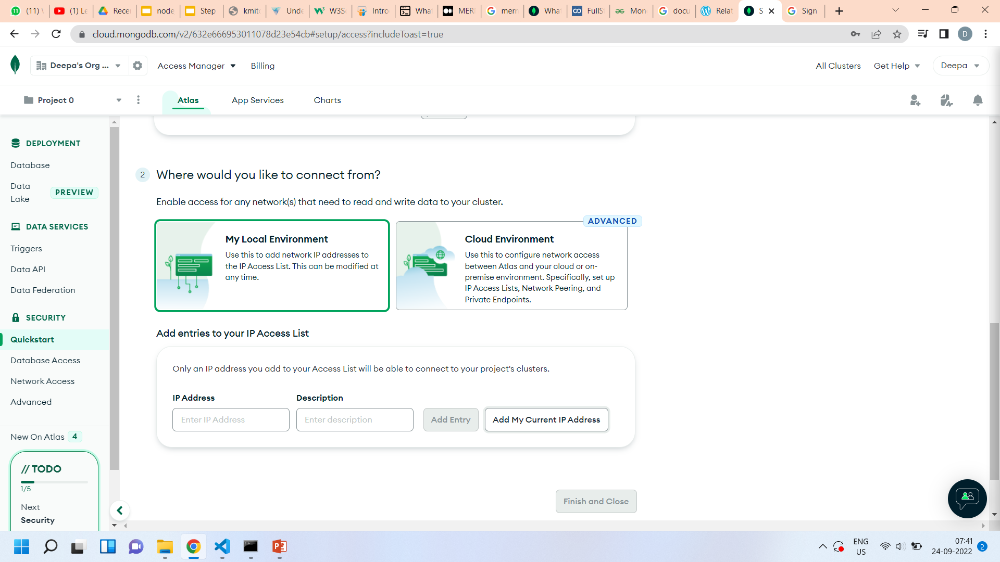 (11) (1) Le Recen node Step kmit Unde W3S Intro What MER mern What FullS Mon docu Relat S Sign
cloud.mongodb.com/v2/632e666953011078d23e54cb#setup/access?includeToast=true
D
Deepa's Org ... Access Manager Billing All Clusters Get Help Deepa
Project 0 Atlas App Services Charts
DEPLOYMENT
Database
Data
Lake
PREVIEW
DATA SERVICES
Triggers
Data API
Data Federation
SECURITY
Quickstart
Database Access
Network Access
Advanced
New On Atlas 4
// TODO
1/5
Next
Security
2 Where would you like to connect from?
Enable access for any network(s) that need to read and write data to your cluster.
My Local Environment
Use this to add network IP addresses to
the IP Access List. This can be modified at
any time.
ADVANCED
Cloud Environment
Use this to configure network access
between Atlas and your cloud or on-
premise environment. Specifically, set up
IP Access Lists, Network Peering, and
Private Endpoints.
Add entries to your IP Access List
Only an IP address you add to your Access List will be able to connect to your project's clusters.
IP Address Description
Enter IP Address Enter description Add Entry Add My Current IP Address
Finish and Close
ENG
US
07:41
24-09-2022
2